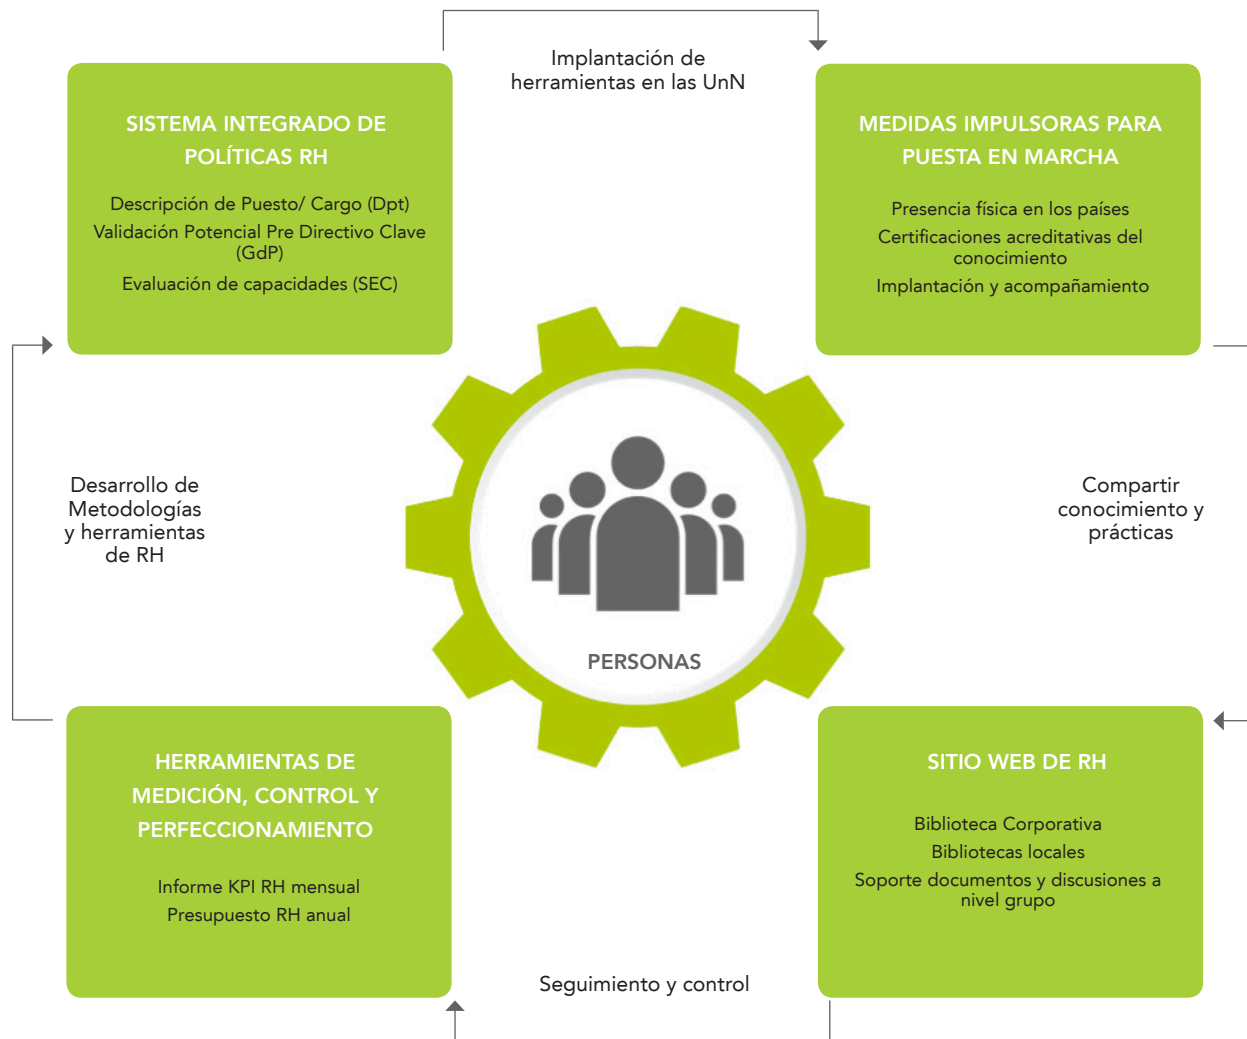 Implantación de
herramientas en las UnN
SISTEMA INTEGRADO DE
POLÍTICAS RH
Descripción de Puesto/ Cargo (Dpt)
Validación Potencial Pre Directivo Clave
(GdP)
Evaluación de capacidades (SEC)
MEDIDAS IMPULSORAS PARA
PUESTA EN MARCHA
Presencia física en los países
Certificaciones acreditativas del
conocimiento
Implantación y acompañamiento
Desarrollo de
Metodologías
y herramientas
de RH
PERSONAS
Compartir
conocimiento y
prácticas
HERRAMIENTAS DE
MEDICIÓN, CONTROL Y
PERFECCIONAMIENTO
Informe KPI RH mensual
Presupuesto RH anual
SITIO WEB DE RH
Biblioteca Corporativa
Bibliotecas locales
Soporte documentos y discusiones a
nivel grupo
Seguimiento y control